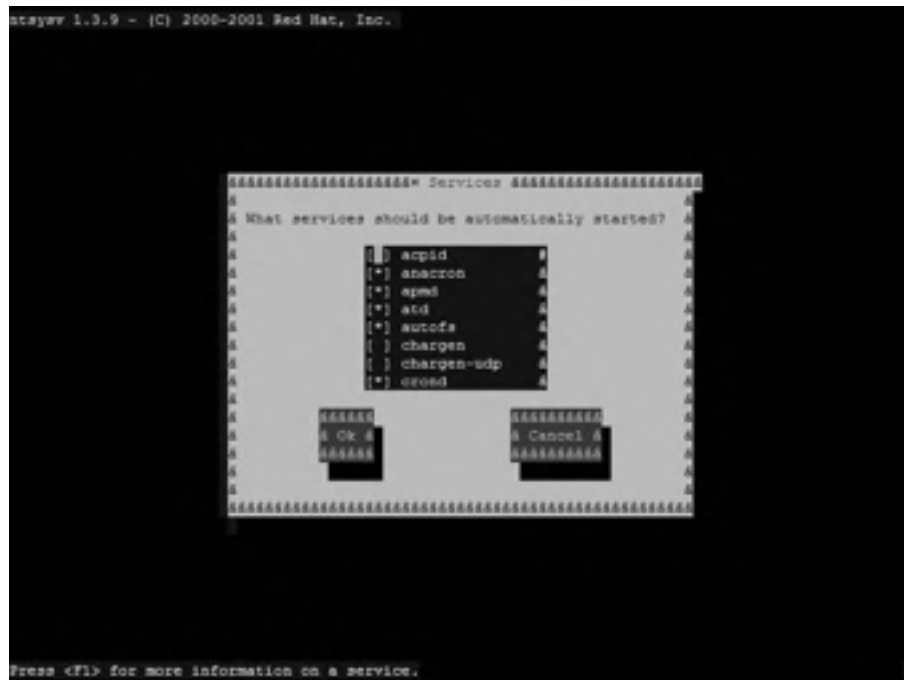 ntsysv 1.3.9 - (C) 2000-2001 Red Hat, Inc.
Services
What services should be automatically started?
[ ] acpid
[*] anacron
[*] apmd
[*] atd
[*] autofs
[ ] chargen
[ ] chargen-udp
[*] crond
Ok Cancel
Press <F1> for more information on a service.